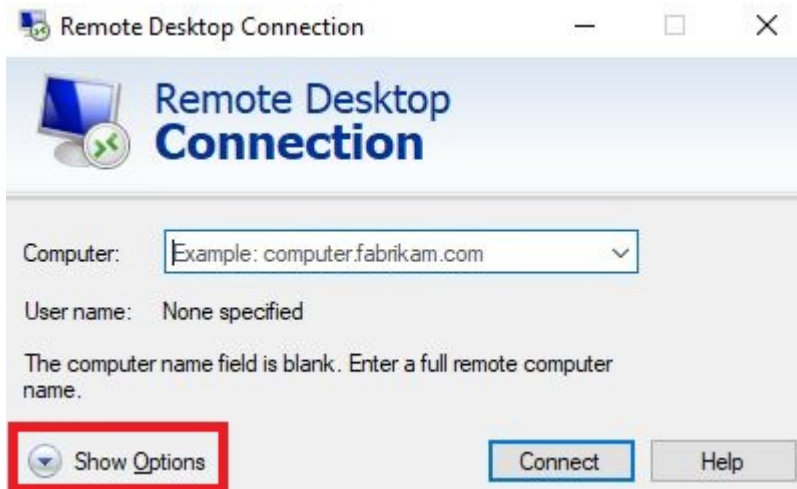 Remote Desktop Connection
Remote Desktop
Connection
Computer: Example: computer.fabrikam.com
User name: None specified
The computer name field is blank. Enter a full remote computer
name.
Show Options Connect Help